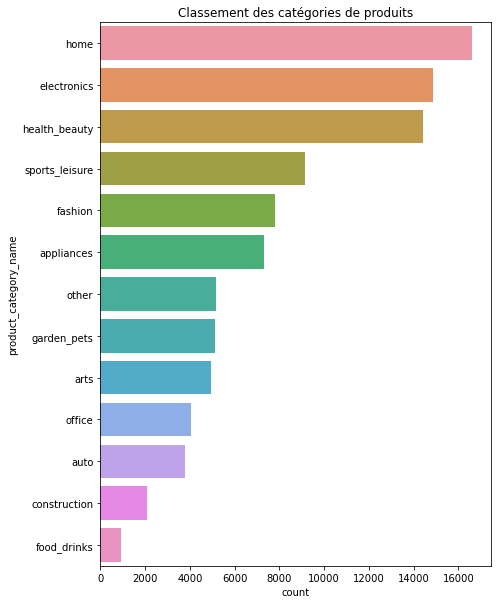 Classement des catégories de produits
product_category_name
home
electronics
health_beauty
sports_leisure
fashion
appliances
other
garden_pets
arts
office
auto
construction
food_drinks
0 2000 4000 6000 8000 10000 12000 14000 16000
count